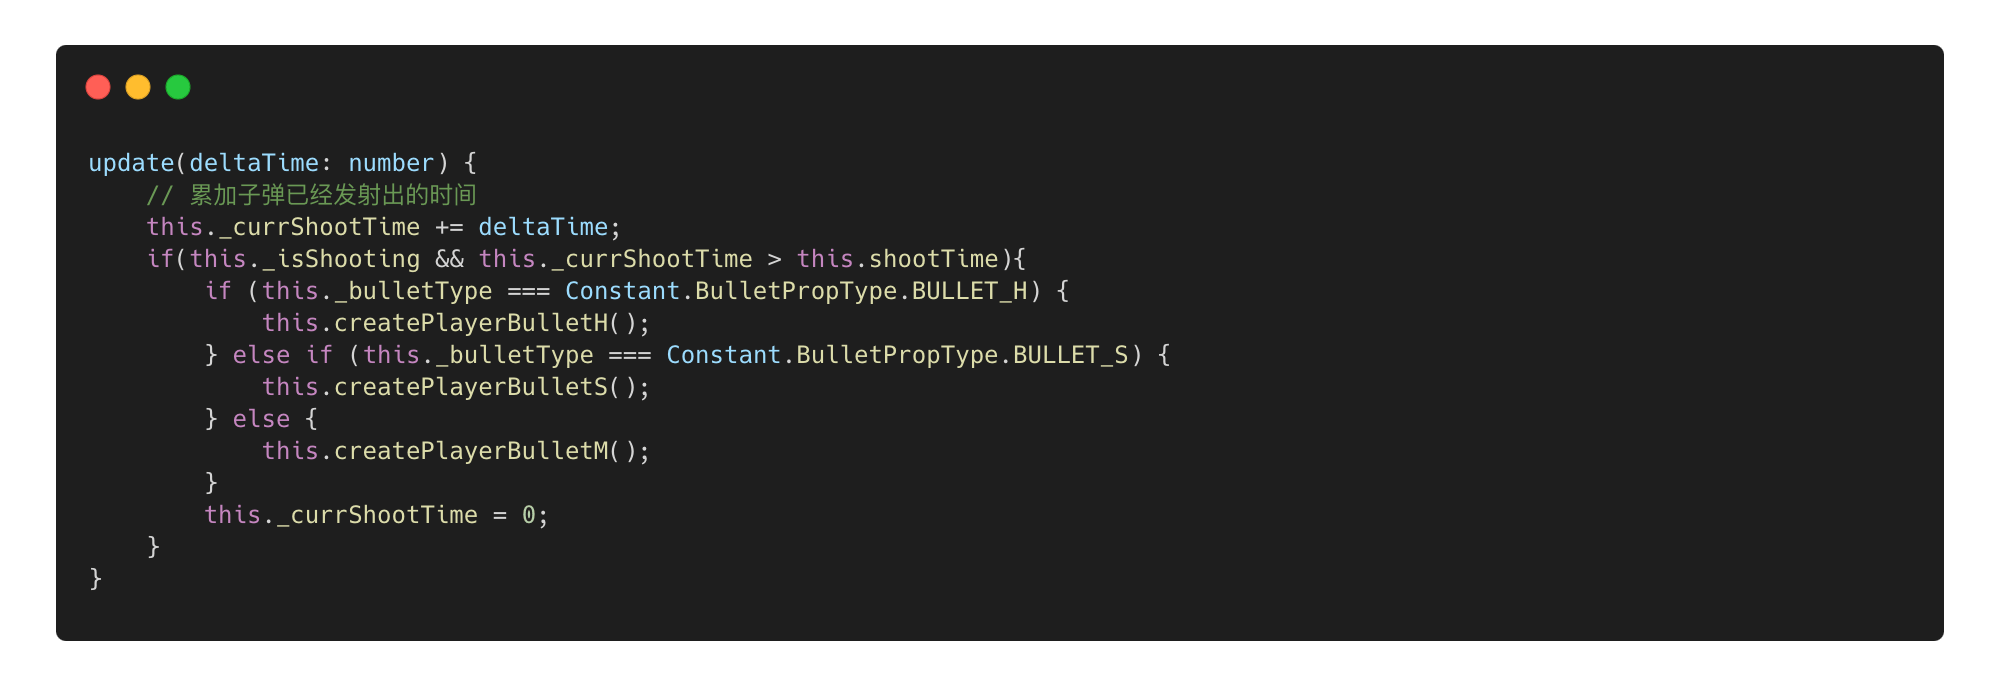 update(deltaTime: number) {
    // 累加子弹已经发射出的时间
    this._currShootTime += deltaTime;
    if(this._isShooting && this._currShootTime > this.shootTime){
        if (this._bulletType === Constant.BulletPropType.BULLET_H) {
            this.createPlayerBulletH();
        } else if (this._bulletType === Constant.BulletPropType.BULLET_S) {
            this.createPlayerBulletS();
        } else {
            this.createPlayerBulletM();
        }
        this._currShootTime = 0;
    }
}